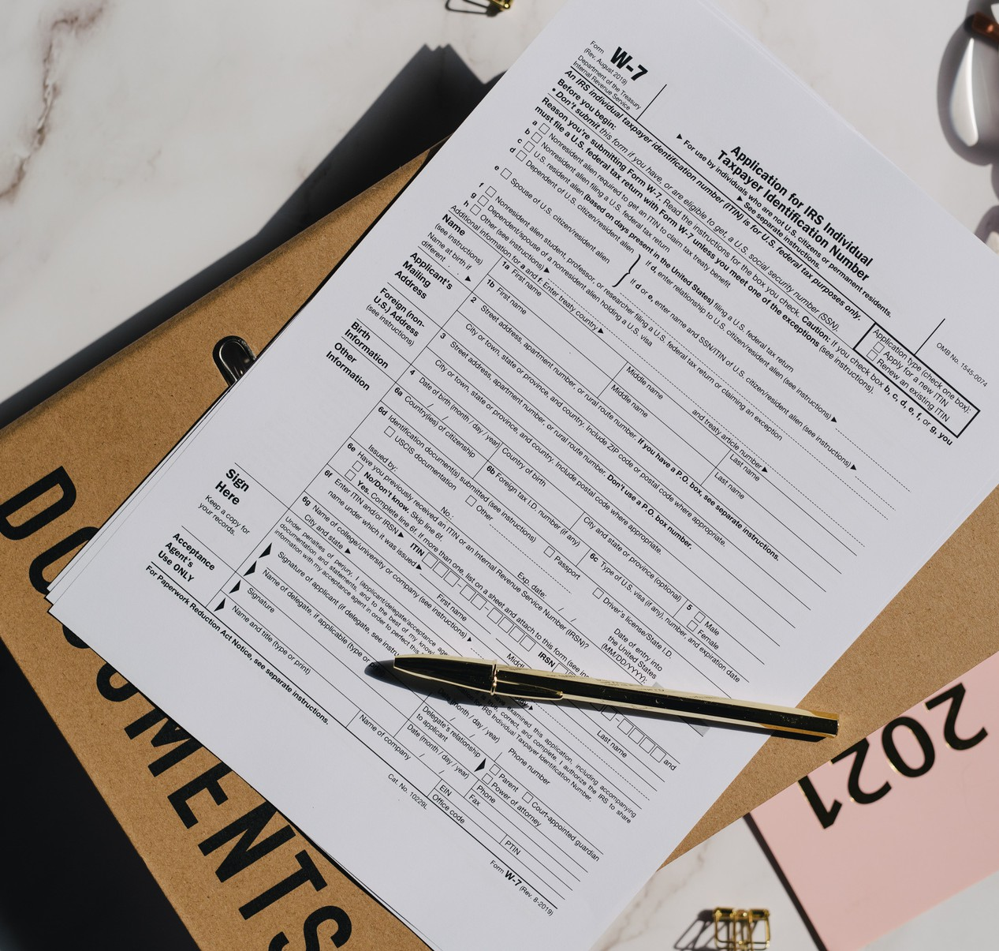 Form W-7
(Rev. August 2019)
Department of the Treasury
Internal Revenue Service
Application for IRS Individual
Taxpayer Identification Number
▶ For use by individuals who are not U.S. citizens or permanent residents.
▶ See separate instructions.
OMB No. 1545-0074
An IRS individual taxpayer identification number (ITIN) is for U.S. federal tax purposes only.
Before you begin:
• Don't submit this form if you have, or are eligible to get, a U.S. social security number (SSN).
Application type (check one box):
Apply for a new ITIN
Renew an existing ITIN
Reason you're submitting Form W-7. Read the instructions for the box you check. Caution: If you check box b, c, d, e, f, or g, you
must file a U.S. federal tax return with Form W-7 unless you meet one of the exceptions (see instructions).
a Nonresident alien required to get an ITIN to claim tax treaty benefit
b Nonresident alien filing a U.S. federal tax return
c U.S. resident alien (based on days present in the United States) filing a U.S. federal tax return
d Dependent of U.S. citizen/resident alien
If d, enter relationship to U.S. citizen/resident alien (see instructions) ▶
e Spouse of U.S. citizen/resident alien
If d or e, enter name and SSN/ITIN of U.S. citizen/resident alien (see instructions) ▶
f Nonresident alien student, professor, or researcher filing a U.S. federal tax return or claiming an exception
g Dependent/spouse of a nonresident alien holding a U.S. visa
h Other (see instructions) ▶
Additional information for a and f: Enter treaty country ▶ and treaty article number ▶
Name
(see instructions)
1a First name Middle name Last name
Name at birth if
different . . ▶
1b First name Middle name Last name
Applicant's
Mailing
Address
2 Street address, apartment number, or rural route number. If you have a P.O. box, see separate instructions.
City or town, state or province, and country. Include ZIP code or postal code where appropriate.
Foreign (non-
U.S.) Address
(see instructions)
3 Street address, apartment number, or rural route number. Don't use a P.O. box number.
City or town, state or province, and country. Include postal code where appropriate.
Birth
Information
4 Date of birth (month / day / year) Country of birth City and state or province (optional) 5 Male
Female
Other
Information
6a Country(ies) of citizenship 6b Foreign tax I.D. number (if any) 6c Type of U.S. visa (if any), number, and expiration date
6d Identification document(s) submitted (see instructions) Passport Driver's license/State I.D.
USCIS documentation Other
Date of entry into
the United States
(MM/DD/YYYY):
Issued by: No.: Exp. date: / /
6e Have you previously received an ITIN or an Internal Revenue Service Number (IRSN)?
No/Don't know. Skip line 6f.
Yes. Complete line 6f. If more than one, list on a sheet and attach to this form (see
6f Enter ITIN and/or IRSN ▶ ITIN IRSN and
name under which it was issued ▶ First name Last name
6g Name of college/university or company (see instructions) ▶
City and state ▶
Sign
Here
Keep a copy for
your records.
Under penalties of perjury, I (applicant/delegate/acceptance examined this application, including accompanying
documentation and statements, and to the best of my correct, and complete. I authorize the IRS to share
information with my acceptance agent in order to perfect this IRS Individual Taxpayer Identification Number.
Signature of applicant (if delegate, see month / day / year) Phone number
Name of delegate, if applicable (type or Delegate's relationship
to applicant
Parent Court-appointed guardian
Power of attorney
Acceptance
Agent's
Use ONLY
Signature Date (month / day / year) Phone
Fax
Name and title (type or print) Name of company EIN PTIN
Office code
For Paperwork Reduction Act Notice, see separate instructions. Cat. No. 10229L Form W-7 (Rev. 8-2019)
DOCUMENTS
2021